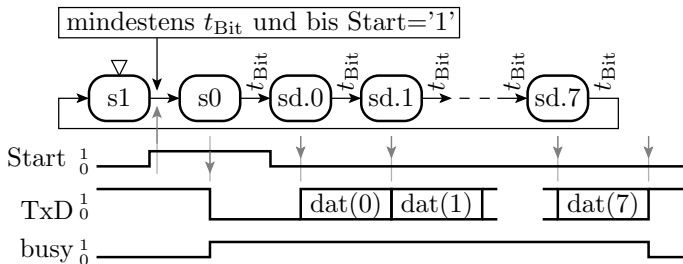 mindestens t_Bit und bis Start='1'
s1 s0 t_Bit sd.0 t_Bit sd.1 t_Bit t_Bit sd.7 t_Bit
Start 1 0
TxD 1 0 dat(0) dat(1) dat(7)
busy 1 0